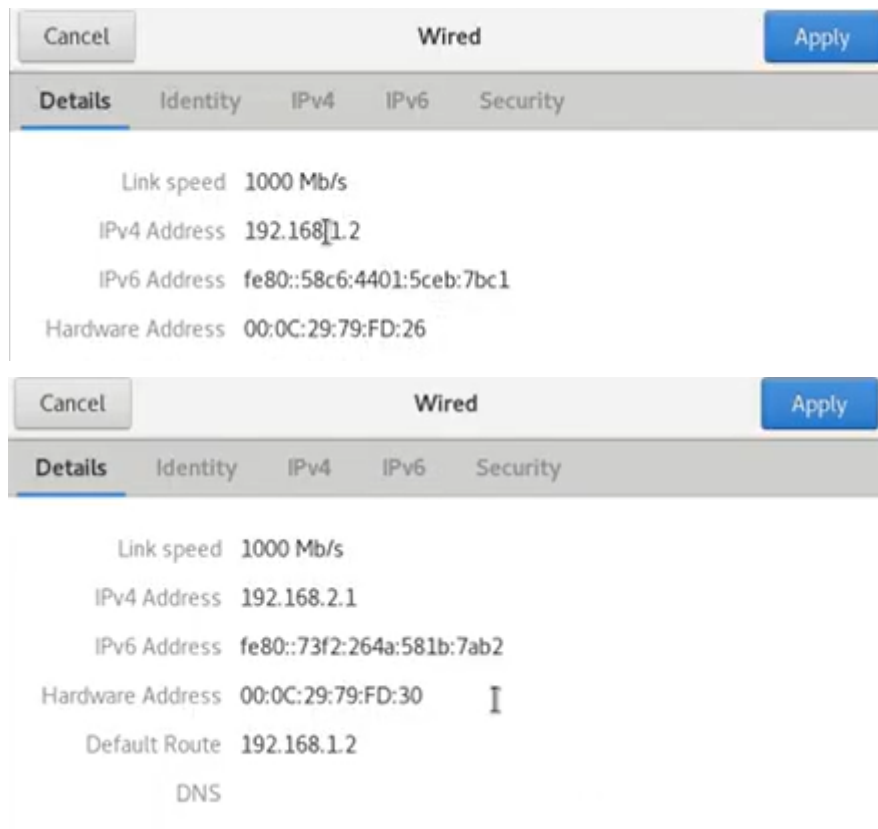 Cancel Wired Apply
Details Identity IPv4 IPv6 Security
Link speed 1000 Mb/s
IPv4 Address 192.168.1.2
IPv6 Address fe80::58c6:4401:5ceb:7bc1
Hardware Address 00:0C:29:79:FD:26
Cancel Wired Apply
Details Identity IPv4 IPv6 Security
Link speed 1000 Mb/s
IPv4 Address 192.168.2.1
IPv6 Address fe80::73f2:264a:581b:7ab2
Hardware Address 00:0C:29:79:FD:30
Default Route 192.168.1.2
DNS